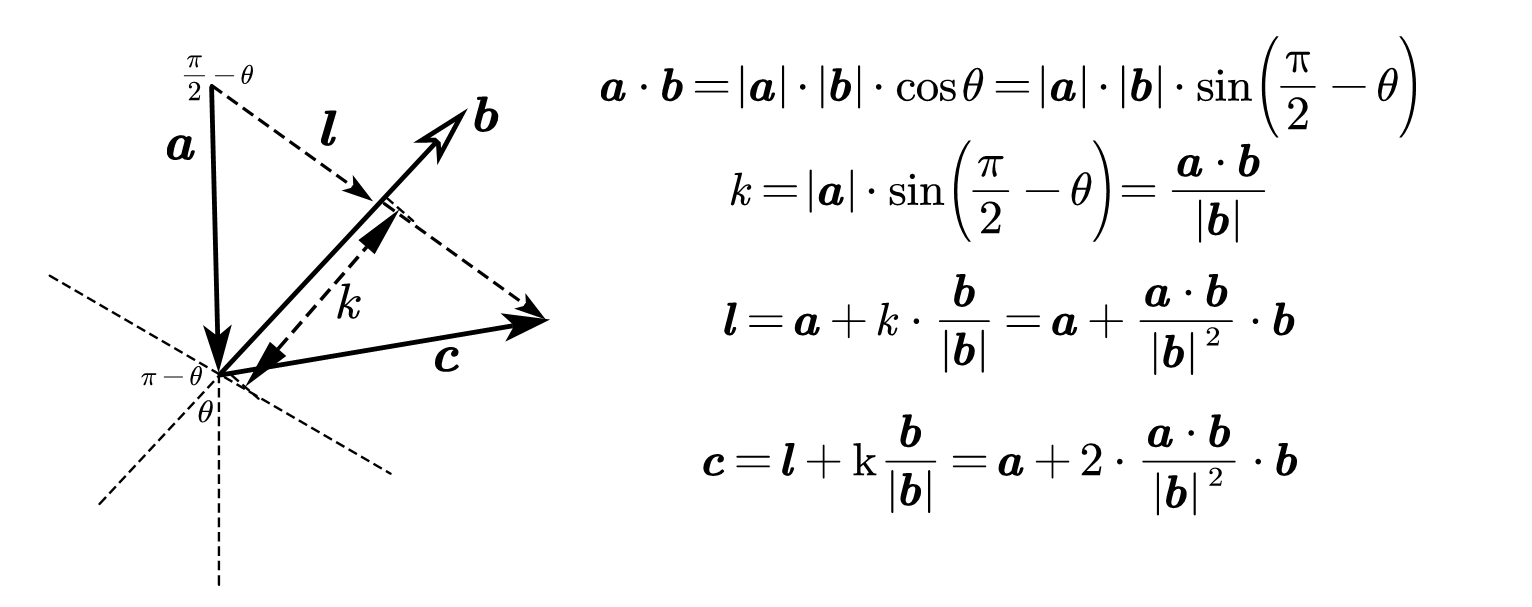 π/2 − θ
a
l
b
k
c
π − θ
θ
a · b = |a| · |b| · cos θ = |a| · |b| · sin(π/2 − θ)
k = |a| · sin(π/2 − θ) = a · b / |b|
l = a + k · b/|b| = a + a · b / |b|² · b
c = l + k b/|b| = a + 2 · a · b / |b|² · b